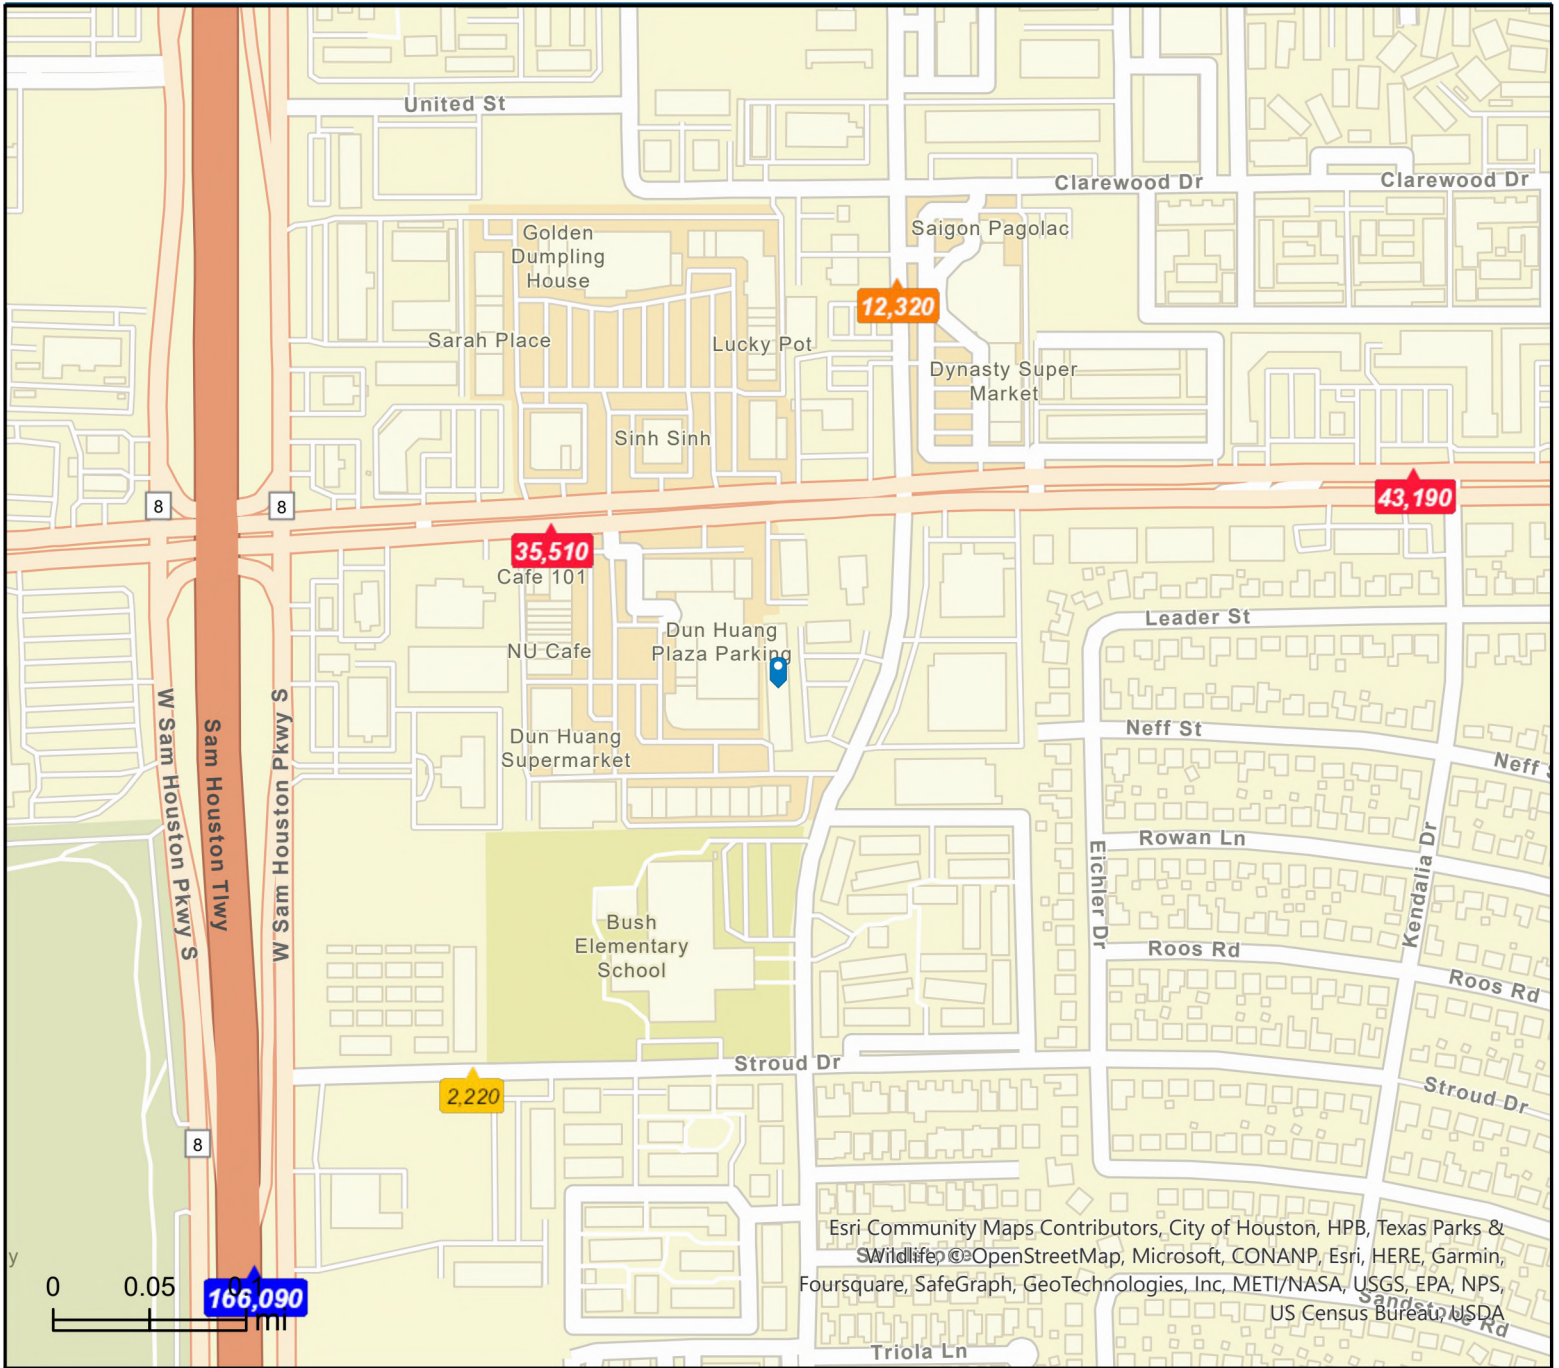 United St
Clarewood Dr
Clarewood Dr
Golden
Dumpling
House
Saigon Pagolac
12,320
Sarah Place
Lucky Pot
Dynasty Super
Market
Sinh Sinh
8
8
43,190
35,510
Cafe 101
Leader St
Dun Huang
Plaza Parking
NU Cafe
W Sam Houston Pkwy S
Sam Houston Tlwy
W Sam Houston Pkwy S
Neff St
Neff
Dun Huang
Supermarket
Rowan Ln
Eichler Dr
Kendalia Dr
Bush
Elementary
School
Roos Rd
Roos Rd
Stroud Dr
2,220
Stroud Dr
8
y
Esri Community Maps Contributors, City of Houston, HPB, Texas Parks &
Wildlife, © OpenStreetMap, Microsoft, CONANP, Esri, HERE, Garmin,
Foursquare, SafeGraph, GeoTechnologies, Inc, METI/NASA, USGS, EPA, NPS,
US Census Bureau, USDA
Sandstone Rd
0 0.05 0.1
166,090
mi
Triola Ln